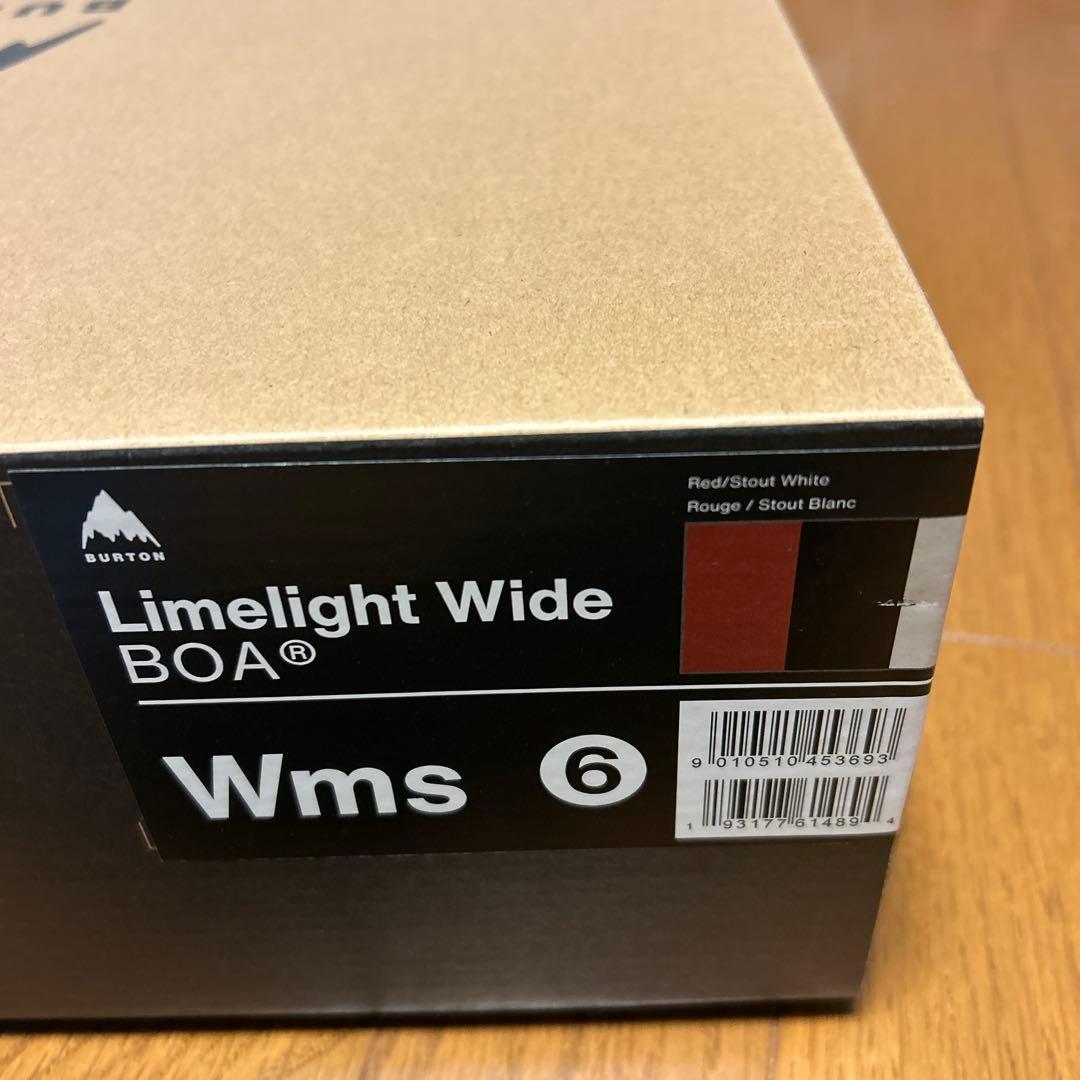 BURTON
Limelight Wide
BOA®
Wms 6
Red/Stout White
Rouge / Stout Blanc
9 010510 453693
1 93177 61489 4